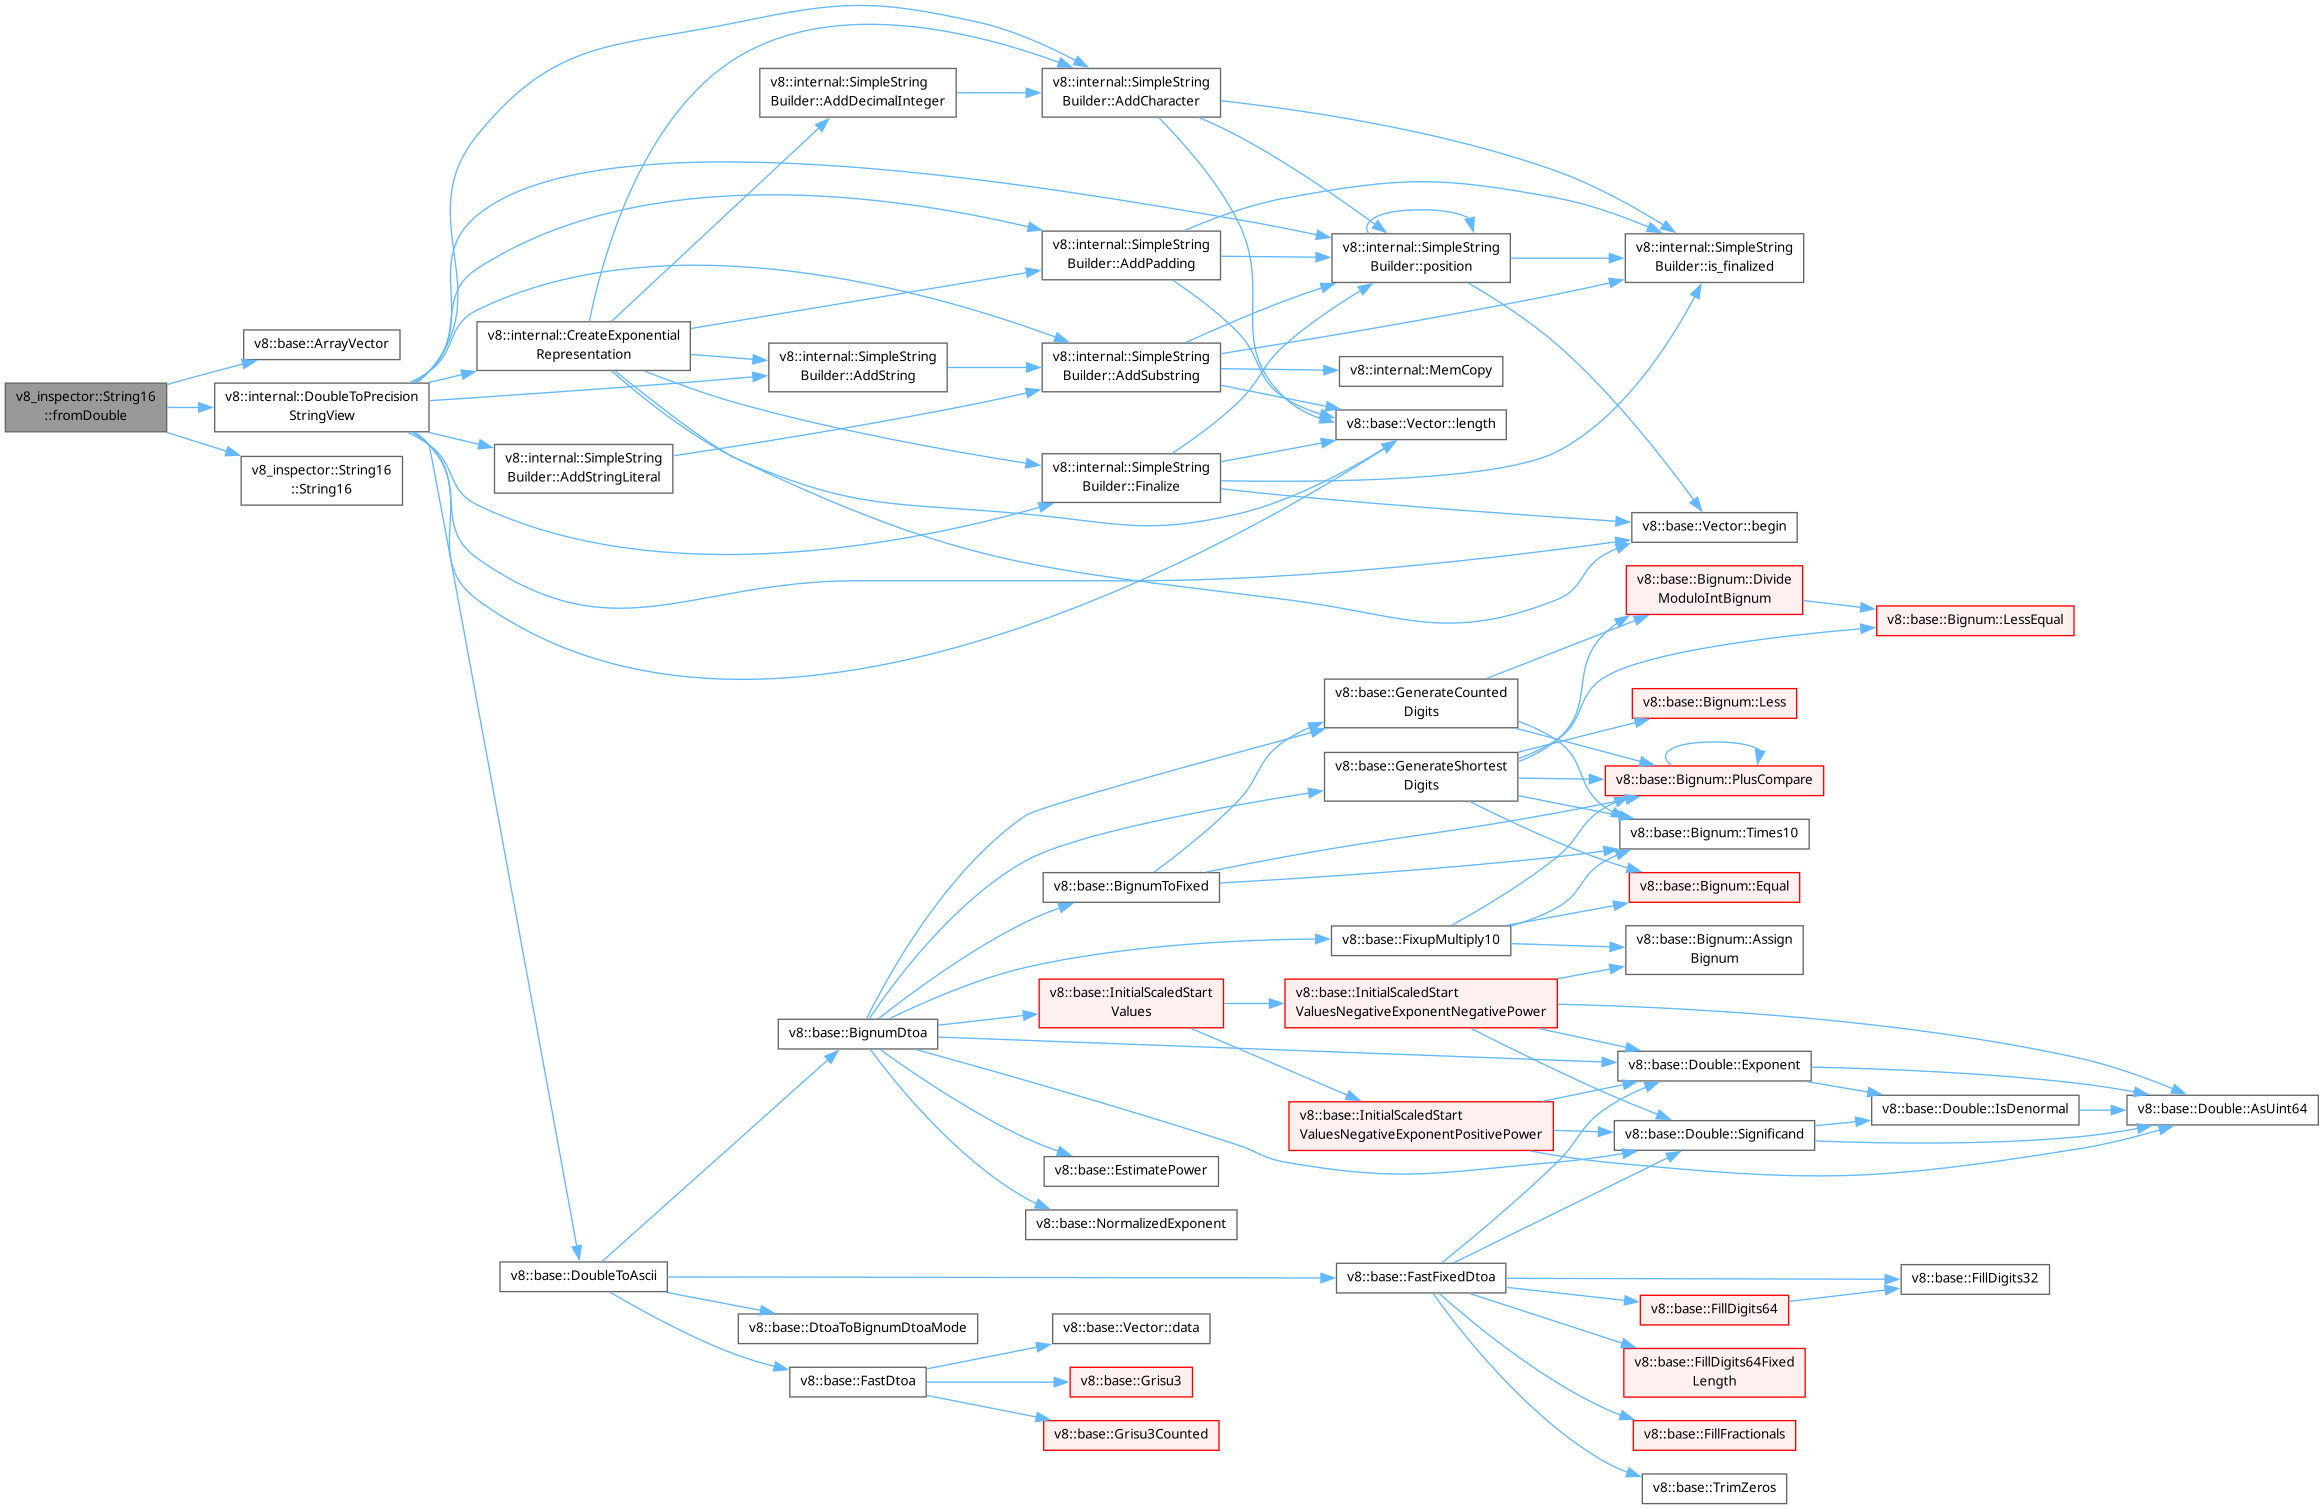 v8_inspector::String16
::fromDouble
v8::base::ArrayVector
v8::internal::DoubleToPrecision
StringView
v8_inspector::String16
::String16
v8::internal::CreateExponential
Representation
v8::internal::SimpleString
Builder::AddStringLiteral
v8::base::DoubleToAscii
v8::internal::SimpleString
Builder::AddDecimalInteger
v8::internal::SimpleString
Builder::AddString
v8::base::BignumDtoa
v8::base::DtoaToBignumDtoaMode
v8::base::FastDtoa
v8::internal::SimpleString
Builder::AddCharacter
v8::internal::SimpleString
Builder::AddPadding
v8::internal::SimpleString
Builder::AddSubstring
v8::internal::SimpleString
Builder::Finalize
v8::base::BignumToFixed
v8::base::InitialScaledStart
Values
v8::base::EstimatePower
v8::base::NormalizedExponent
v8::base::Vector::data
v8::base::Grisu3
v8::base::Grisu3Counted
v8::internal::SimpleString
Builder::position
v8::internal::MemCopy
v8::base::Vector::length
v8::base::GenerateCounted
Digits
v8::base::GenerateShortest
Digits
v8::base::FixupMultiply10
v8::base::InitialScaledStart
ValuesNegativeExponentNegativePower
v8::base::InitialScaledStart
ValuesNegativeExponentPositivePower
v8::base::FastFixedDtoa
v8::internal::SimpleString
Builder::is_finalized
v8::base::Vector::begin
v8::base::Bignum::Divide
ModuloIntBignum
v8::base::Bignum::Less
v8::base::Bignum::PlusCompare
v8::base::Bignum::Times10
v8::base::Bignum::Equal
v8::base::Bignum::Assign
Bignum
v8::base::Double::Exponent
v8::base::Double::Significand
v8::base::FillDigits64
v8::base::FillDigits64Fixed
Length
v8::base::FillFractionals
v8::base::TrimZeros
v8::base::Bignum::LessEqual
v8::base::Double::IsDenormal
v8::base::FillDigits32
v8::base::Double::AsUint64